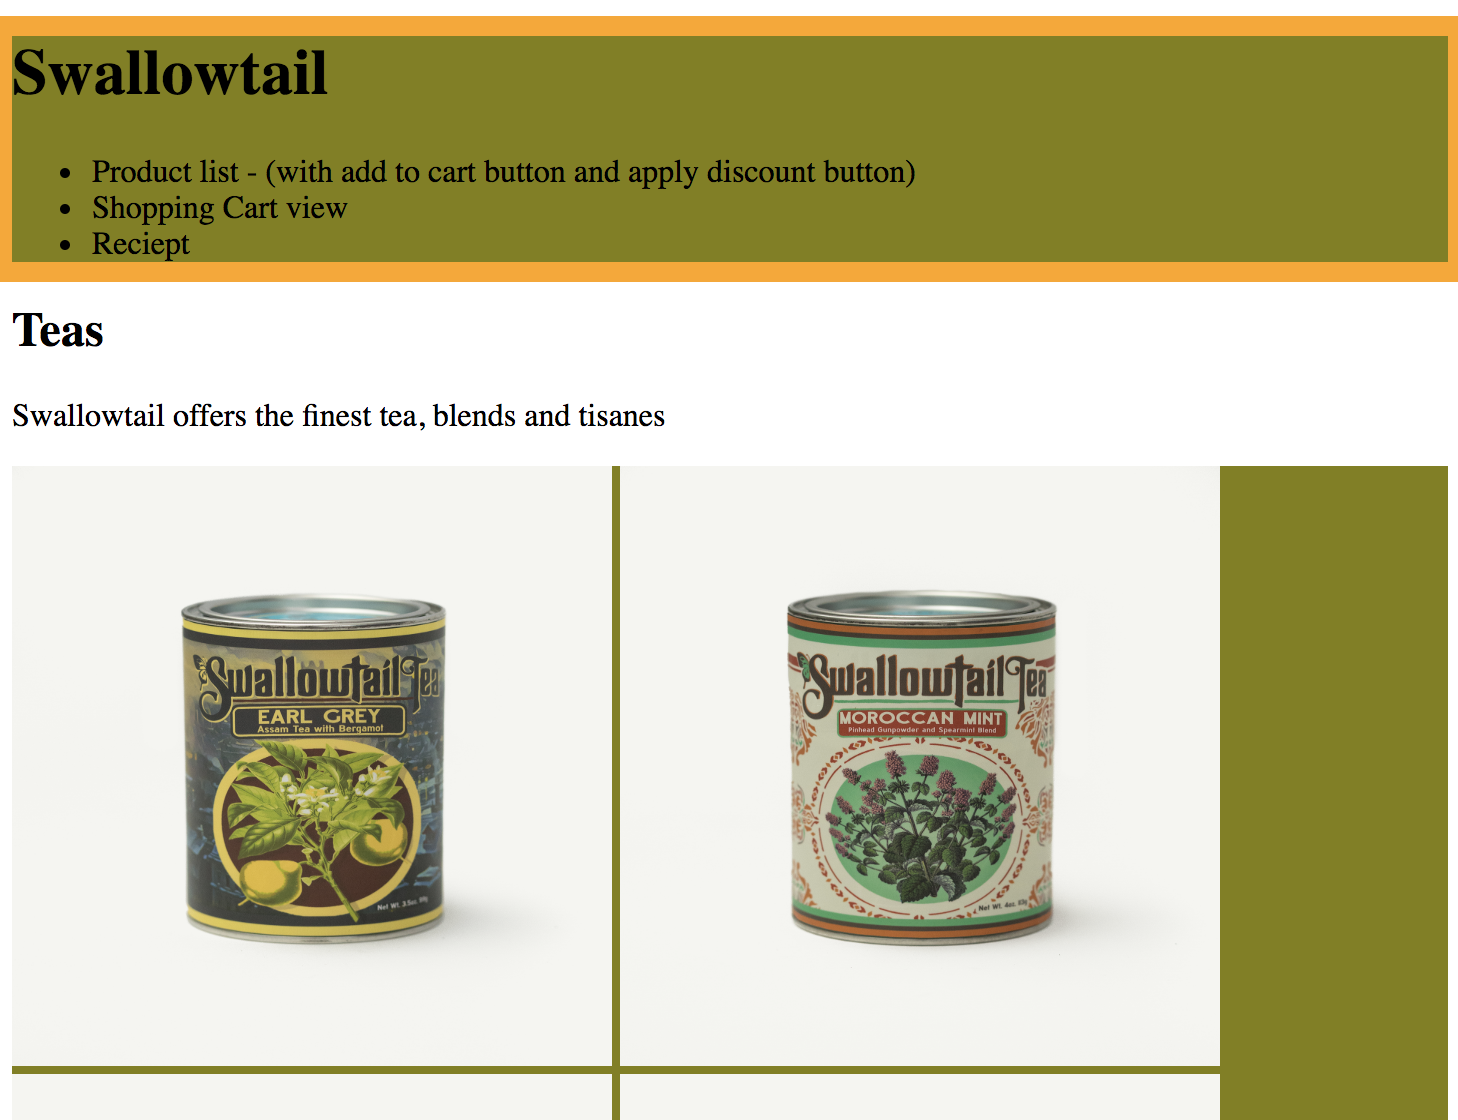 Swallowtail
Product list - (with add to cart button and apply discount button)
Shopping Cart view
Reciept
Teas
Swallowtail offers the finest tea, blends and tisanes
Swallowtail Tea
EARL GREY
Assam Tea with Bergamot
Net Wt. 3.5oz.
Swallowtail Tea
MOROCCAN MINT
Pinhead Gunpowder and Spearmint Blend
Net Wt. 4oz.